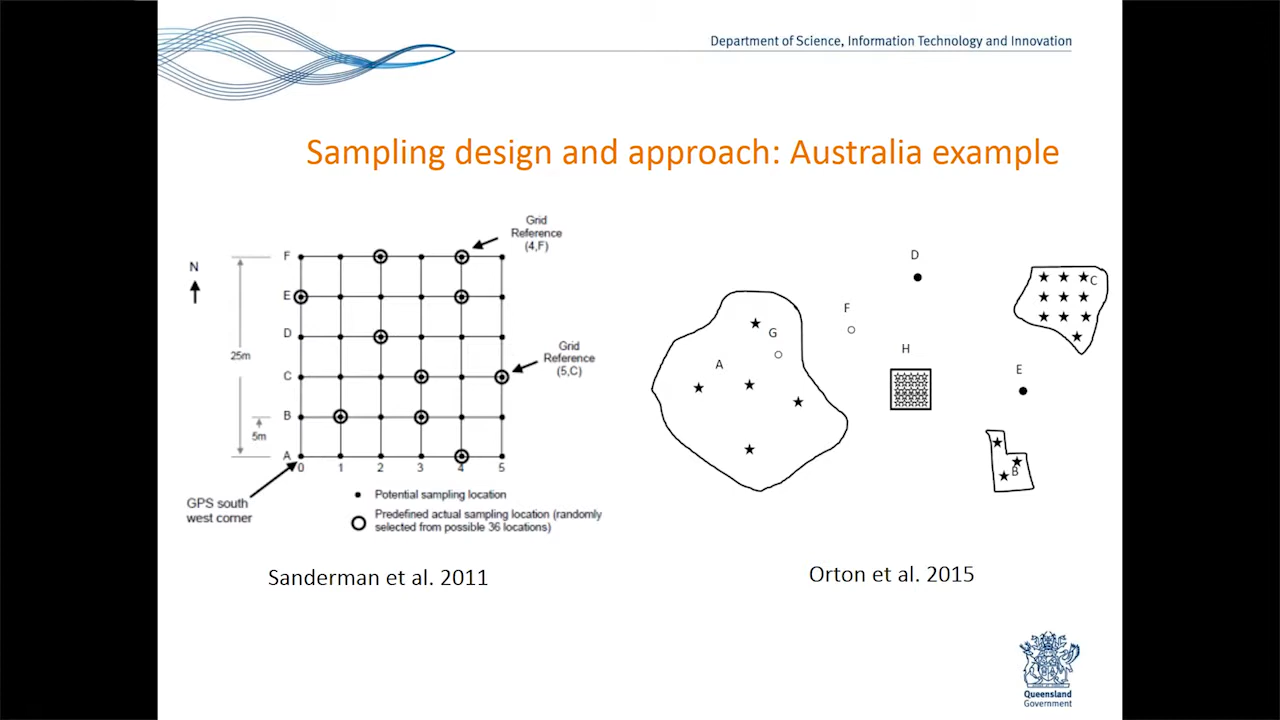 Department of Science, Information Technology and Innovation
Sampling design and approach: Australia example
Grid
Reference
(4,F)
N
F
E
D
C
B
A
25m
5m
0 1 2 3 4 5
Grid
Reference
(5,C)
GPS south
west corner
Potential sampling location
Predefined actual sampling location (randomly
selected from possible 36 locations)
Sanderman et al. 2011
D
C
F
G
H
A
E
B
Orton et al. 2015
Queensland
Government